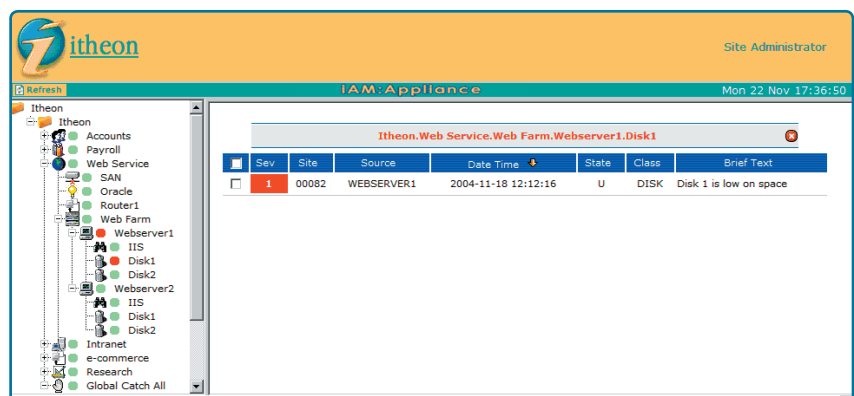 itheon
Site Administrator
Refresh
iAM:Appliance
Mon 22 Nov 17:36:50
Itheon
Itheon
Accounts
Payroll
Web Service
SAN
Oracle
Router1
Web Farm
Webserver1
IIS
Disk1
Disk2
Webserver2
IIS
Disk1
Disk2
Intranet
e-commerce
Research
Global Catch All
Itheon.Web Service.Web Farm.Webserver1.Disk1
Sev Site Source Date Time State Class Brief Text
1 00082 WEBSERVER1 2004-11-18 12:12:16 U DISK Disk 1 is low on space